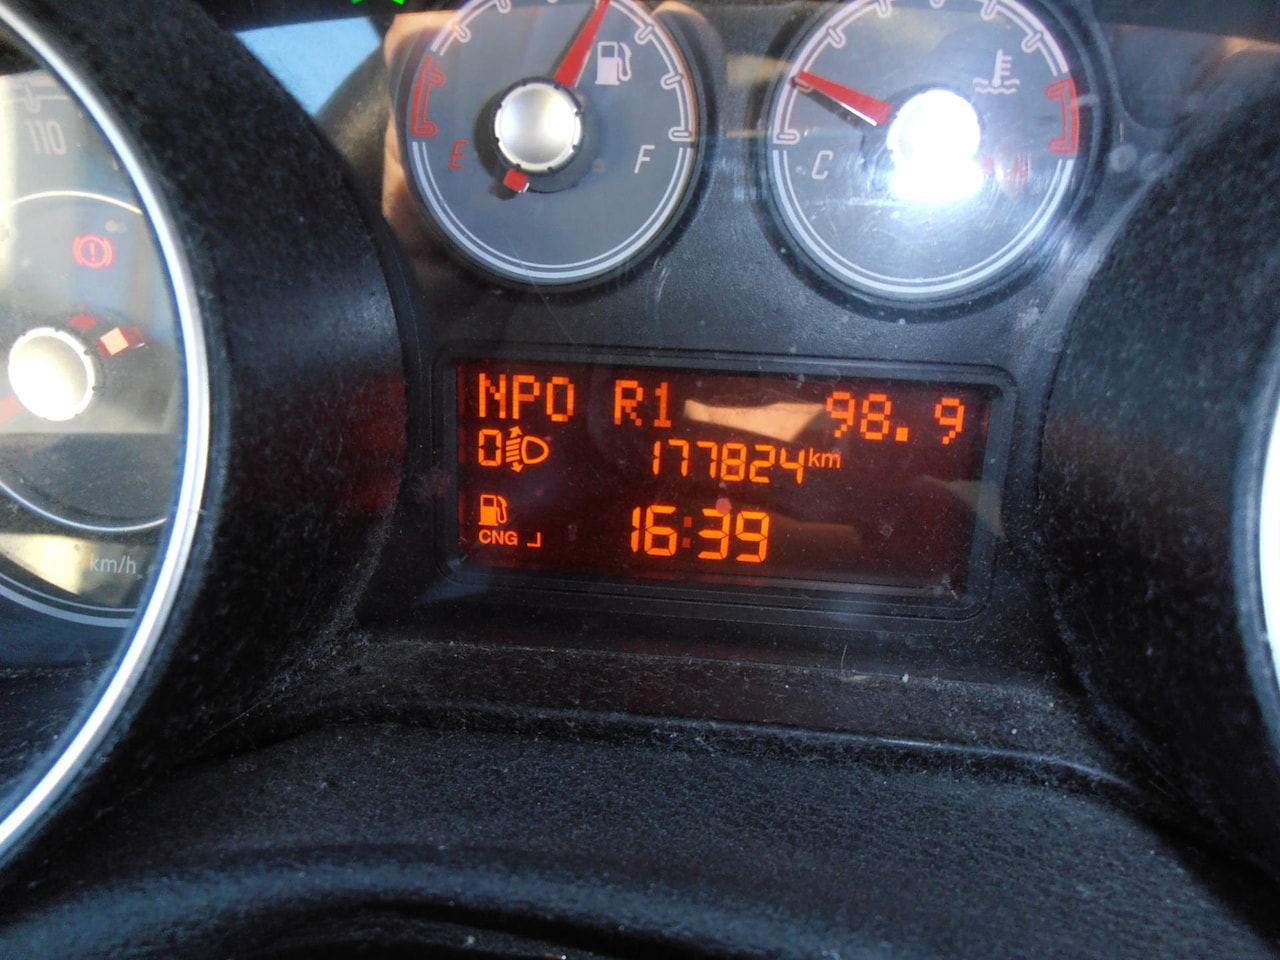 110
E
F
C
H
NPO R1 98.9
0 177824km
CNG 16:39
km/h